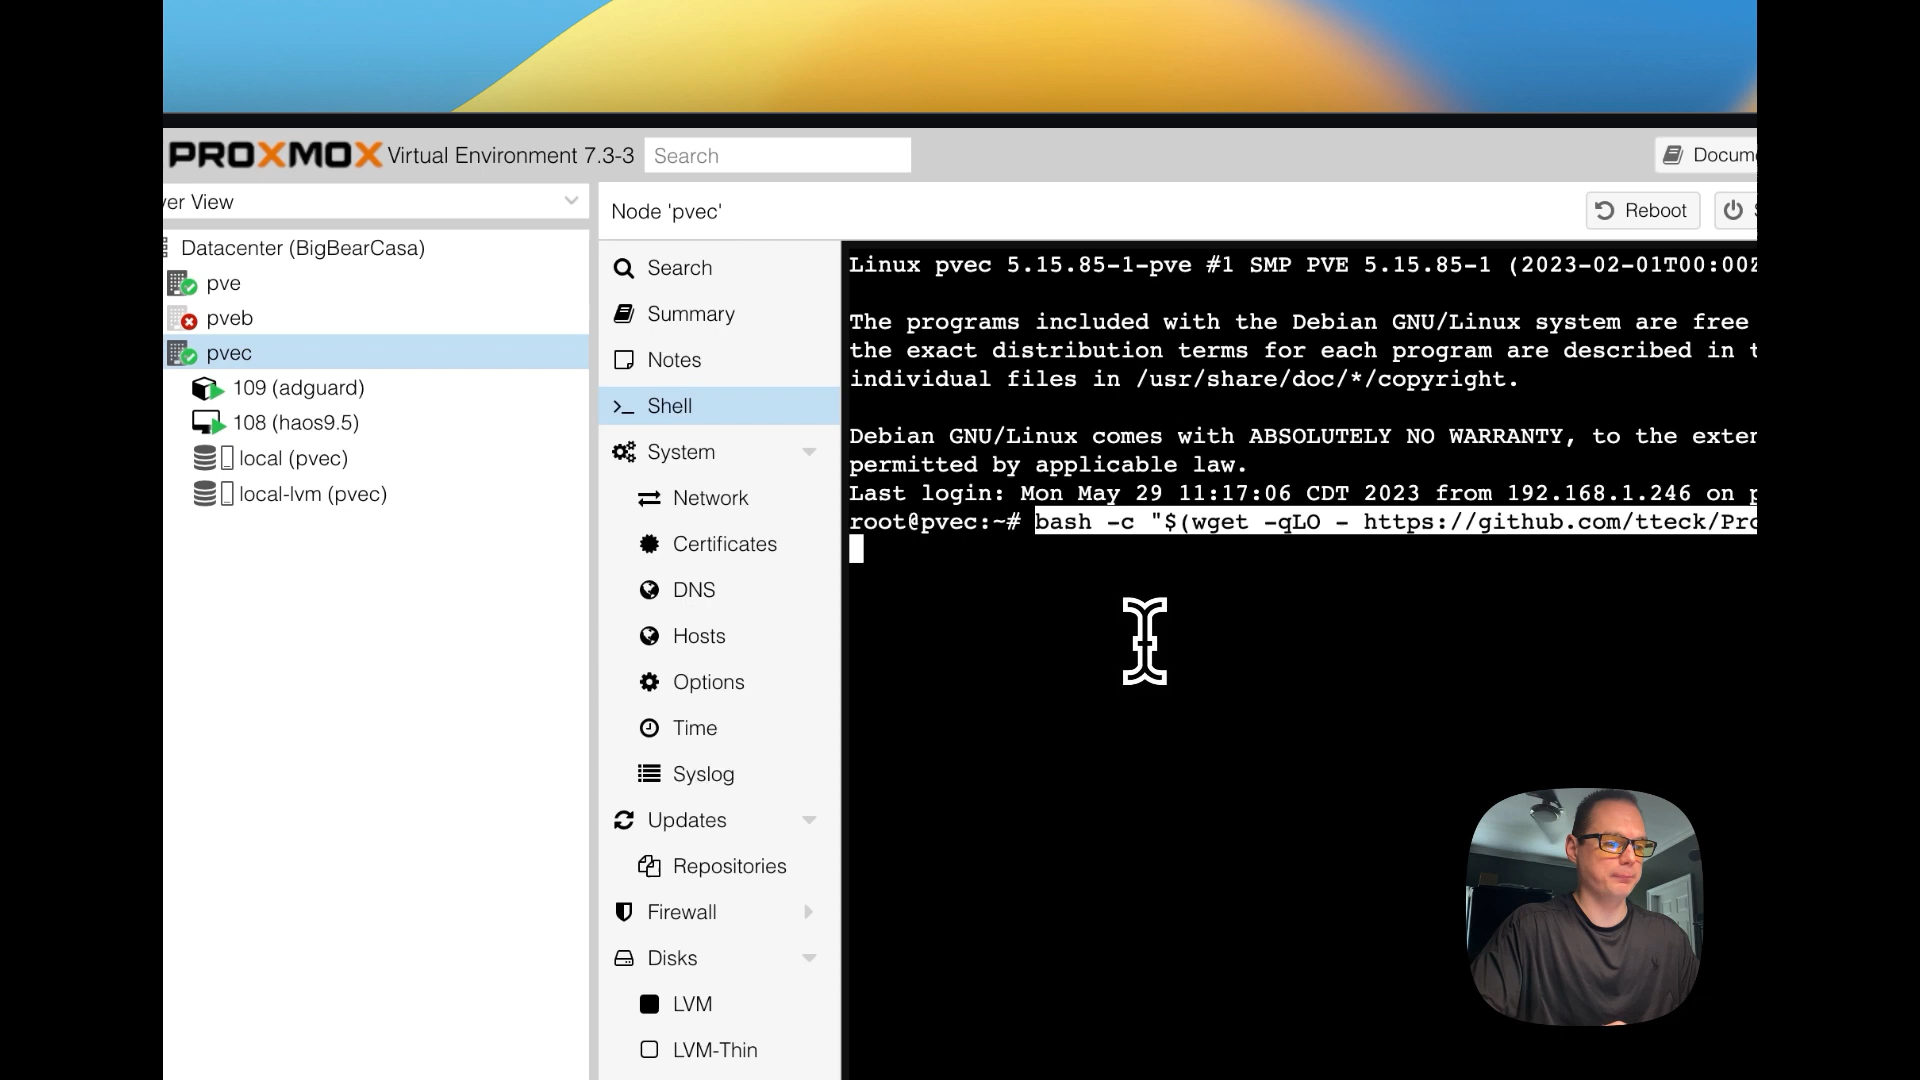 PROXMOX Virtual Environment 7.3-3
Search
ver View
Node 'pvec'
Reboot
Datacenter (BigBearCasa)
pve
pveb
pvec
109 (adguard)
108 (haos9.5)
local (pvec)
local-lvm (pvec)
Search
Summary
Notes
Shell
System
Network
Certificates
DNS
Hosts
Options
Time
Syslog
Updates
Repositories
Firewall
Disks
LVM
LVM-Thin
Linux pvec 5.15.85-1-pve #1 SMP PVE 5.15.85-1 (2023-02-01T00:00Z
The programs included with the Debian GNU/Linux system are free
the exact distribution terms for each program are described in t
individual files in /usr/share/doc/*/copyright.
Debian GNU/Linux comes with ABSOLUTELY NO WARRANTY, to the exten
permitted by applicable law.
Last login: Mon May 29 11:17:06 CDT 2023 from 192.168.1.246 on p
root@pvec:~# bash -c "$(wget -qLO - https://github.com/tteck/Pro